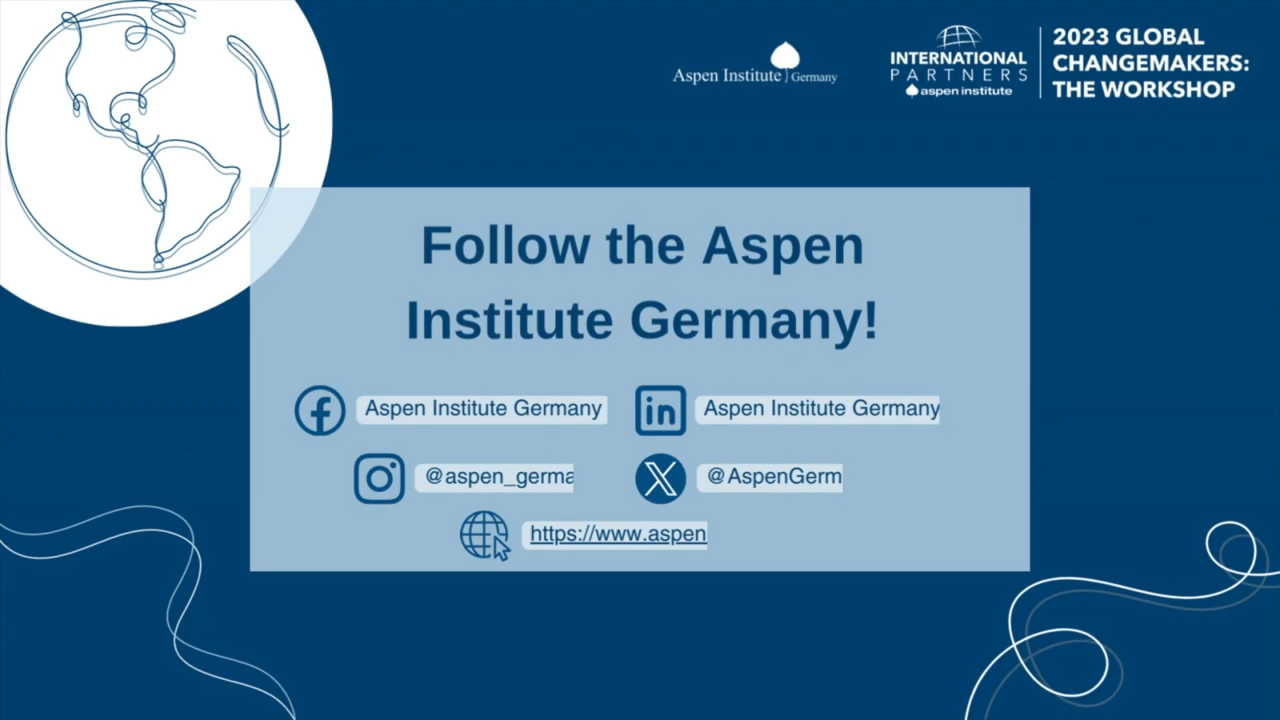 Aspen Institute Germany
INTERNATIONAL
PARTNERS
aspen institute
2023 GLOBAL
CHANGEMAKERS:
THE WORKSHOP
Follow the Aspen
Institute Germany!
Aspen Institute Germany
Aspen Institute Germany
@aspen_germa
@AspenGerm
https://www.aspen